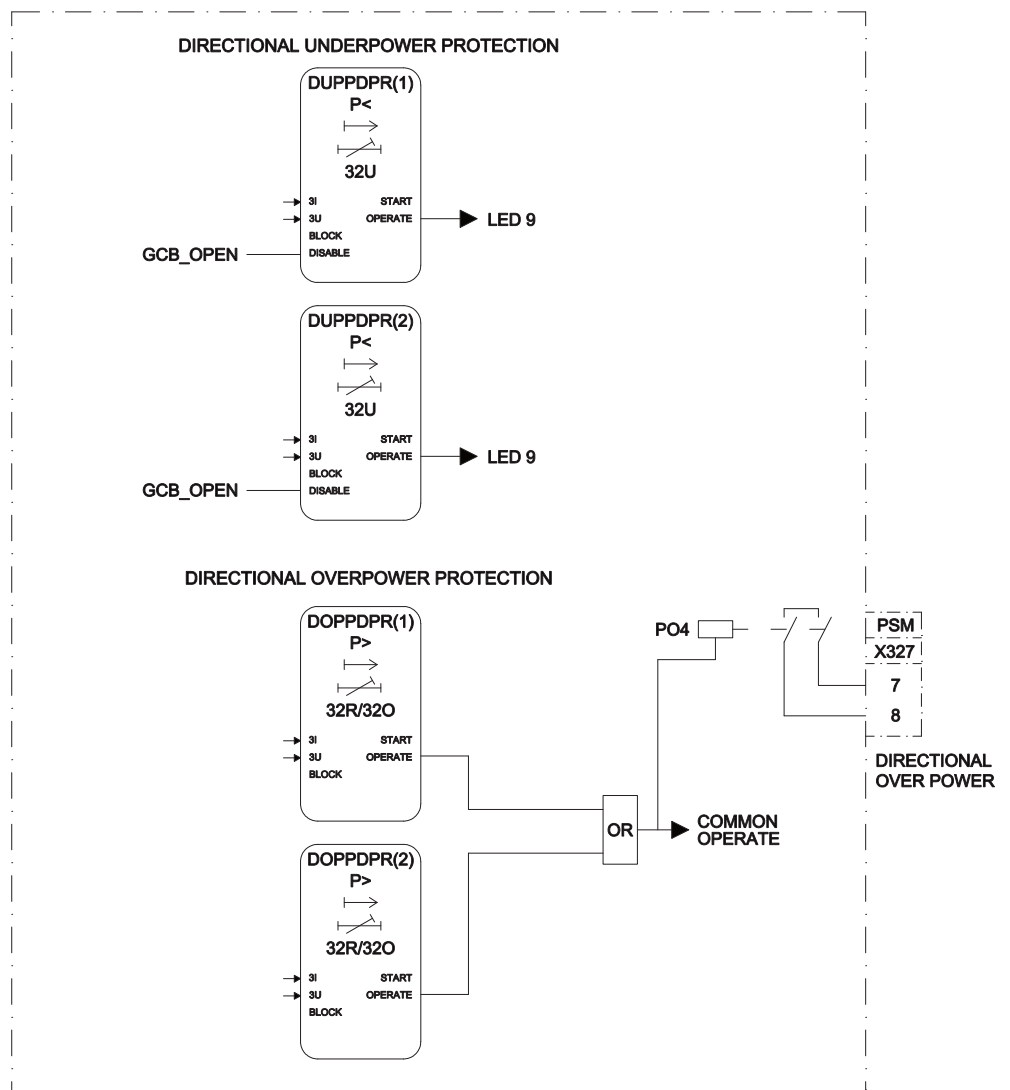 DIRECTIONAL UNDERPOWER PROTECTION
DUPPDPR(1)
P<
32U
3I START
3U OPERATE
BLOCK
DISABLE
GCB_OPEN
LED 9
DUPPDPR(2)
P<
32U
3I START
3U OPERATE
BLOCK
DISABLE
GCB_OPEN
LED 9
DIRECTIONAL OVERPOWER PROTECTION
DOPPDPR(1)
P>
32R/32O
3I START
3U OPERATE
BLOCK
PO4
PSM
X327
7
8
DIRECTIONAL
OVER POWER
OR
COMMON
OPERATE
DOPPDPR(2)
P>
32R/32O
3I START
3U OPERATE
BLOCK